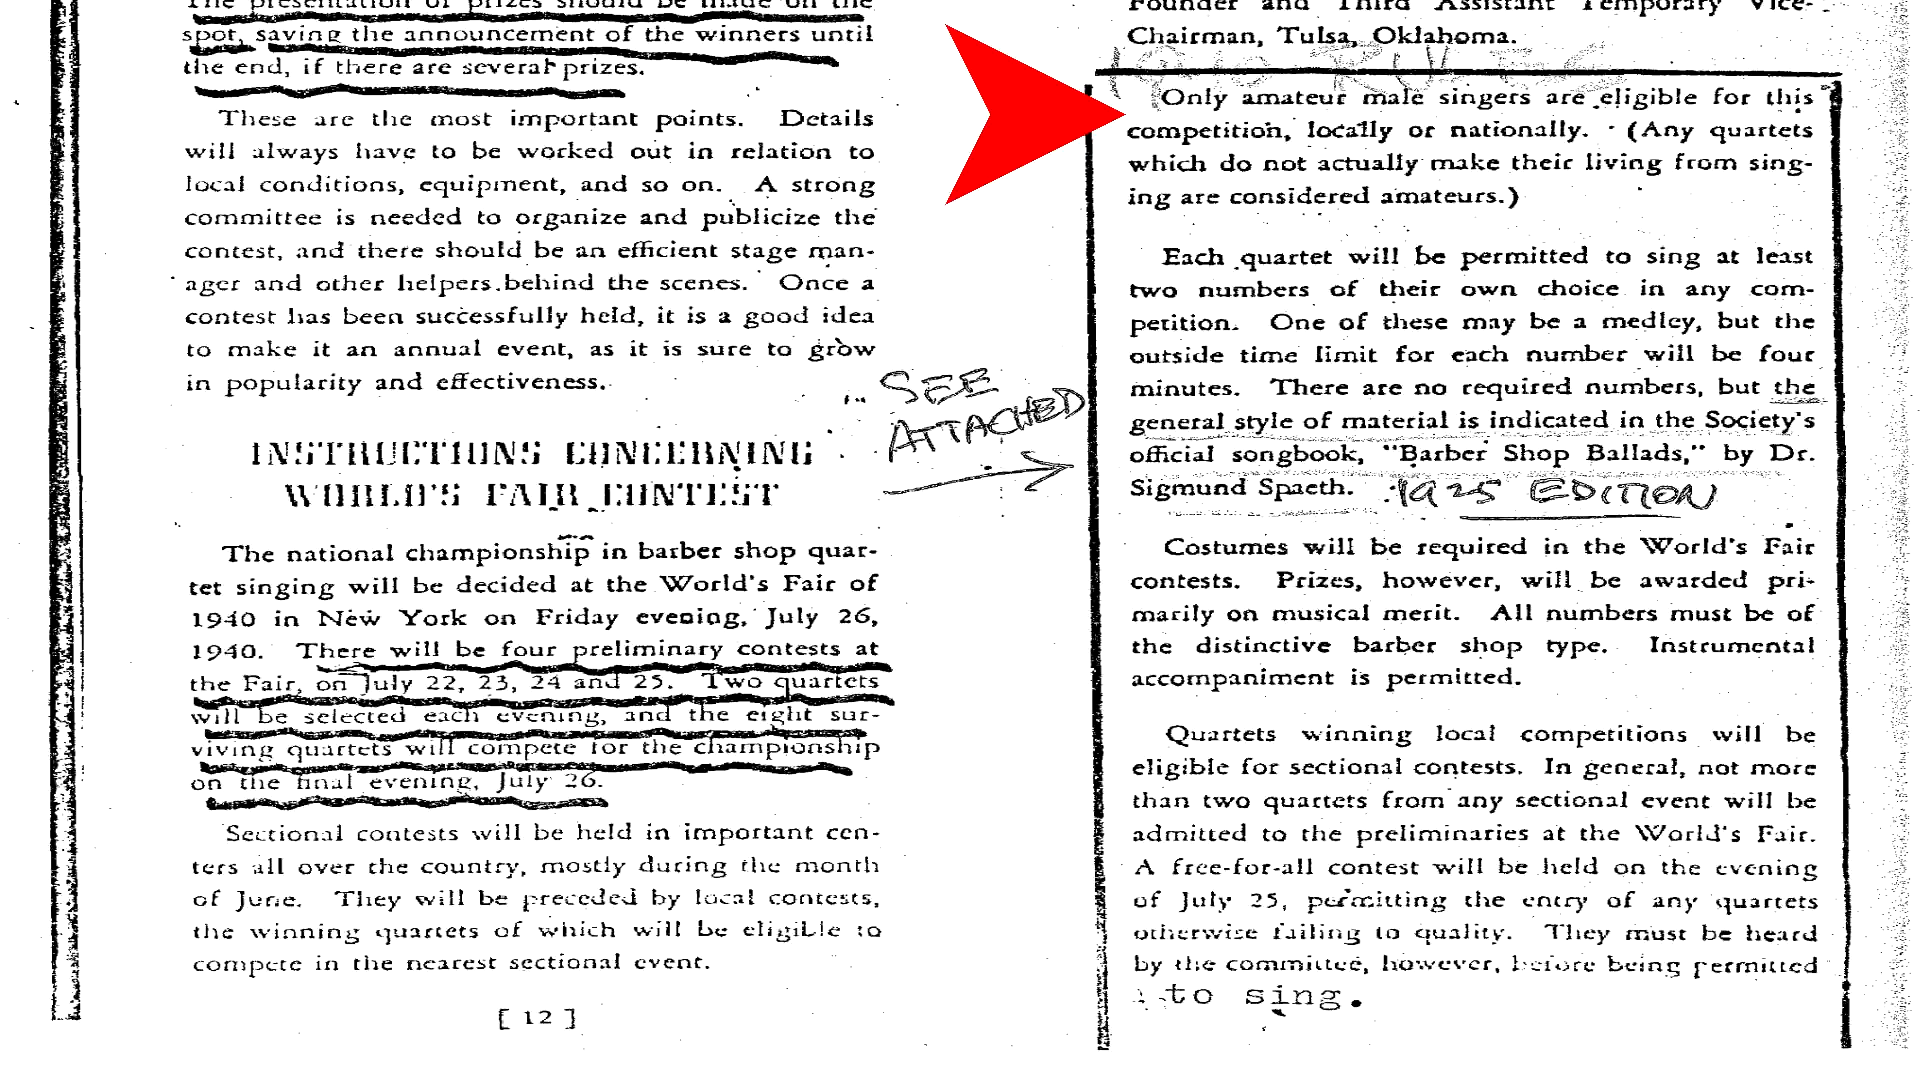 The presentation of prizes should be made on the
spot, saving the announcement of the winners until
the end, if there are several prizes.
These are the most important points. Details
will always have to be worked out in relation to
local conditions, equipment, and so on. A strong
committee is needed to organize and publicize the
contest, and there should be an efficient stage man-
ager and other helpers behind the scenes. Once a
contest has been successfully held, it is a good idea
to make it an annual event, as it is sure to grow
in popularity and effectiveness.
INSTRUCTIONS CONCERNING
WORLD'S FAIR CONTEST
The national championship in barber shop quar-
tet singing will be decided at the World's Fair of
1940 in New York on Friday evening, July 26,
1940. There will be four preliminary contests at
the Fair, on July 22, 23, 24 and 25. Two quartets
will be selected each evening, and the eight sur-
viving quartets will compete for the championship
on the final evening, July 26.
Sectional contests will be held in important cen-
ters all over the country, mostly during the month
of June. They will be preceded by local contests,
the winning quartets of which will be eligible to
compete in the nearest sectional event.
[ 12 ]
SEE
ATTACHED
Founder and Third Assistant Temporary Vice-
Chairman, Tulsa, Oklahoma.
1940 RULES
Only amateur male singers are eligible for this
competition, locally or nationally. (Any quartets
which do not actually make their living from sing-
ing are considered amateurs.)
Each quartet will be permitted to sing at least
two numbers of their own choice in any com-
petition. One of these may be a medley, but the
outside time limit for each number will be four
minutes. There are no required numbers, but the
general style of material is indicated in the Society's
official songbook, "Barber Shop Ballads," by Dr.
Sigmund Spaeth. 1925 EDITION
Costumes will be required in the World's Fair
contests. Prizes, however, will be awarded pri-
marily on musical merit. All numbers must be of
the distinctive barber shop type. Instrumental
accompaniment is permitted.
Quartets winning local competitions will be
eligible for sectional contests. In general, not more
than two quartets from any sectional event will be
admitted to the preliminaries at the World's Fair.
A free-for-all contest will be held on the evening
of July 25, permitting the entry of any quartets
otherwise failing to quality. They must be heard
by the committee, however, before being permitted
to sing.